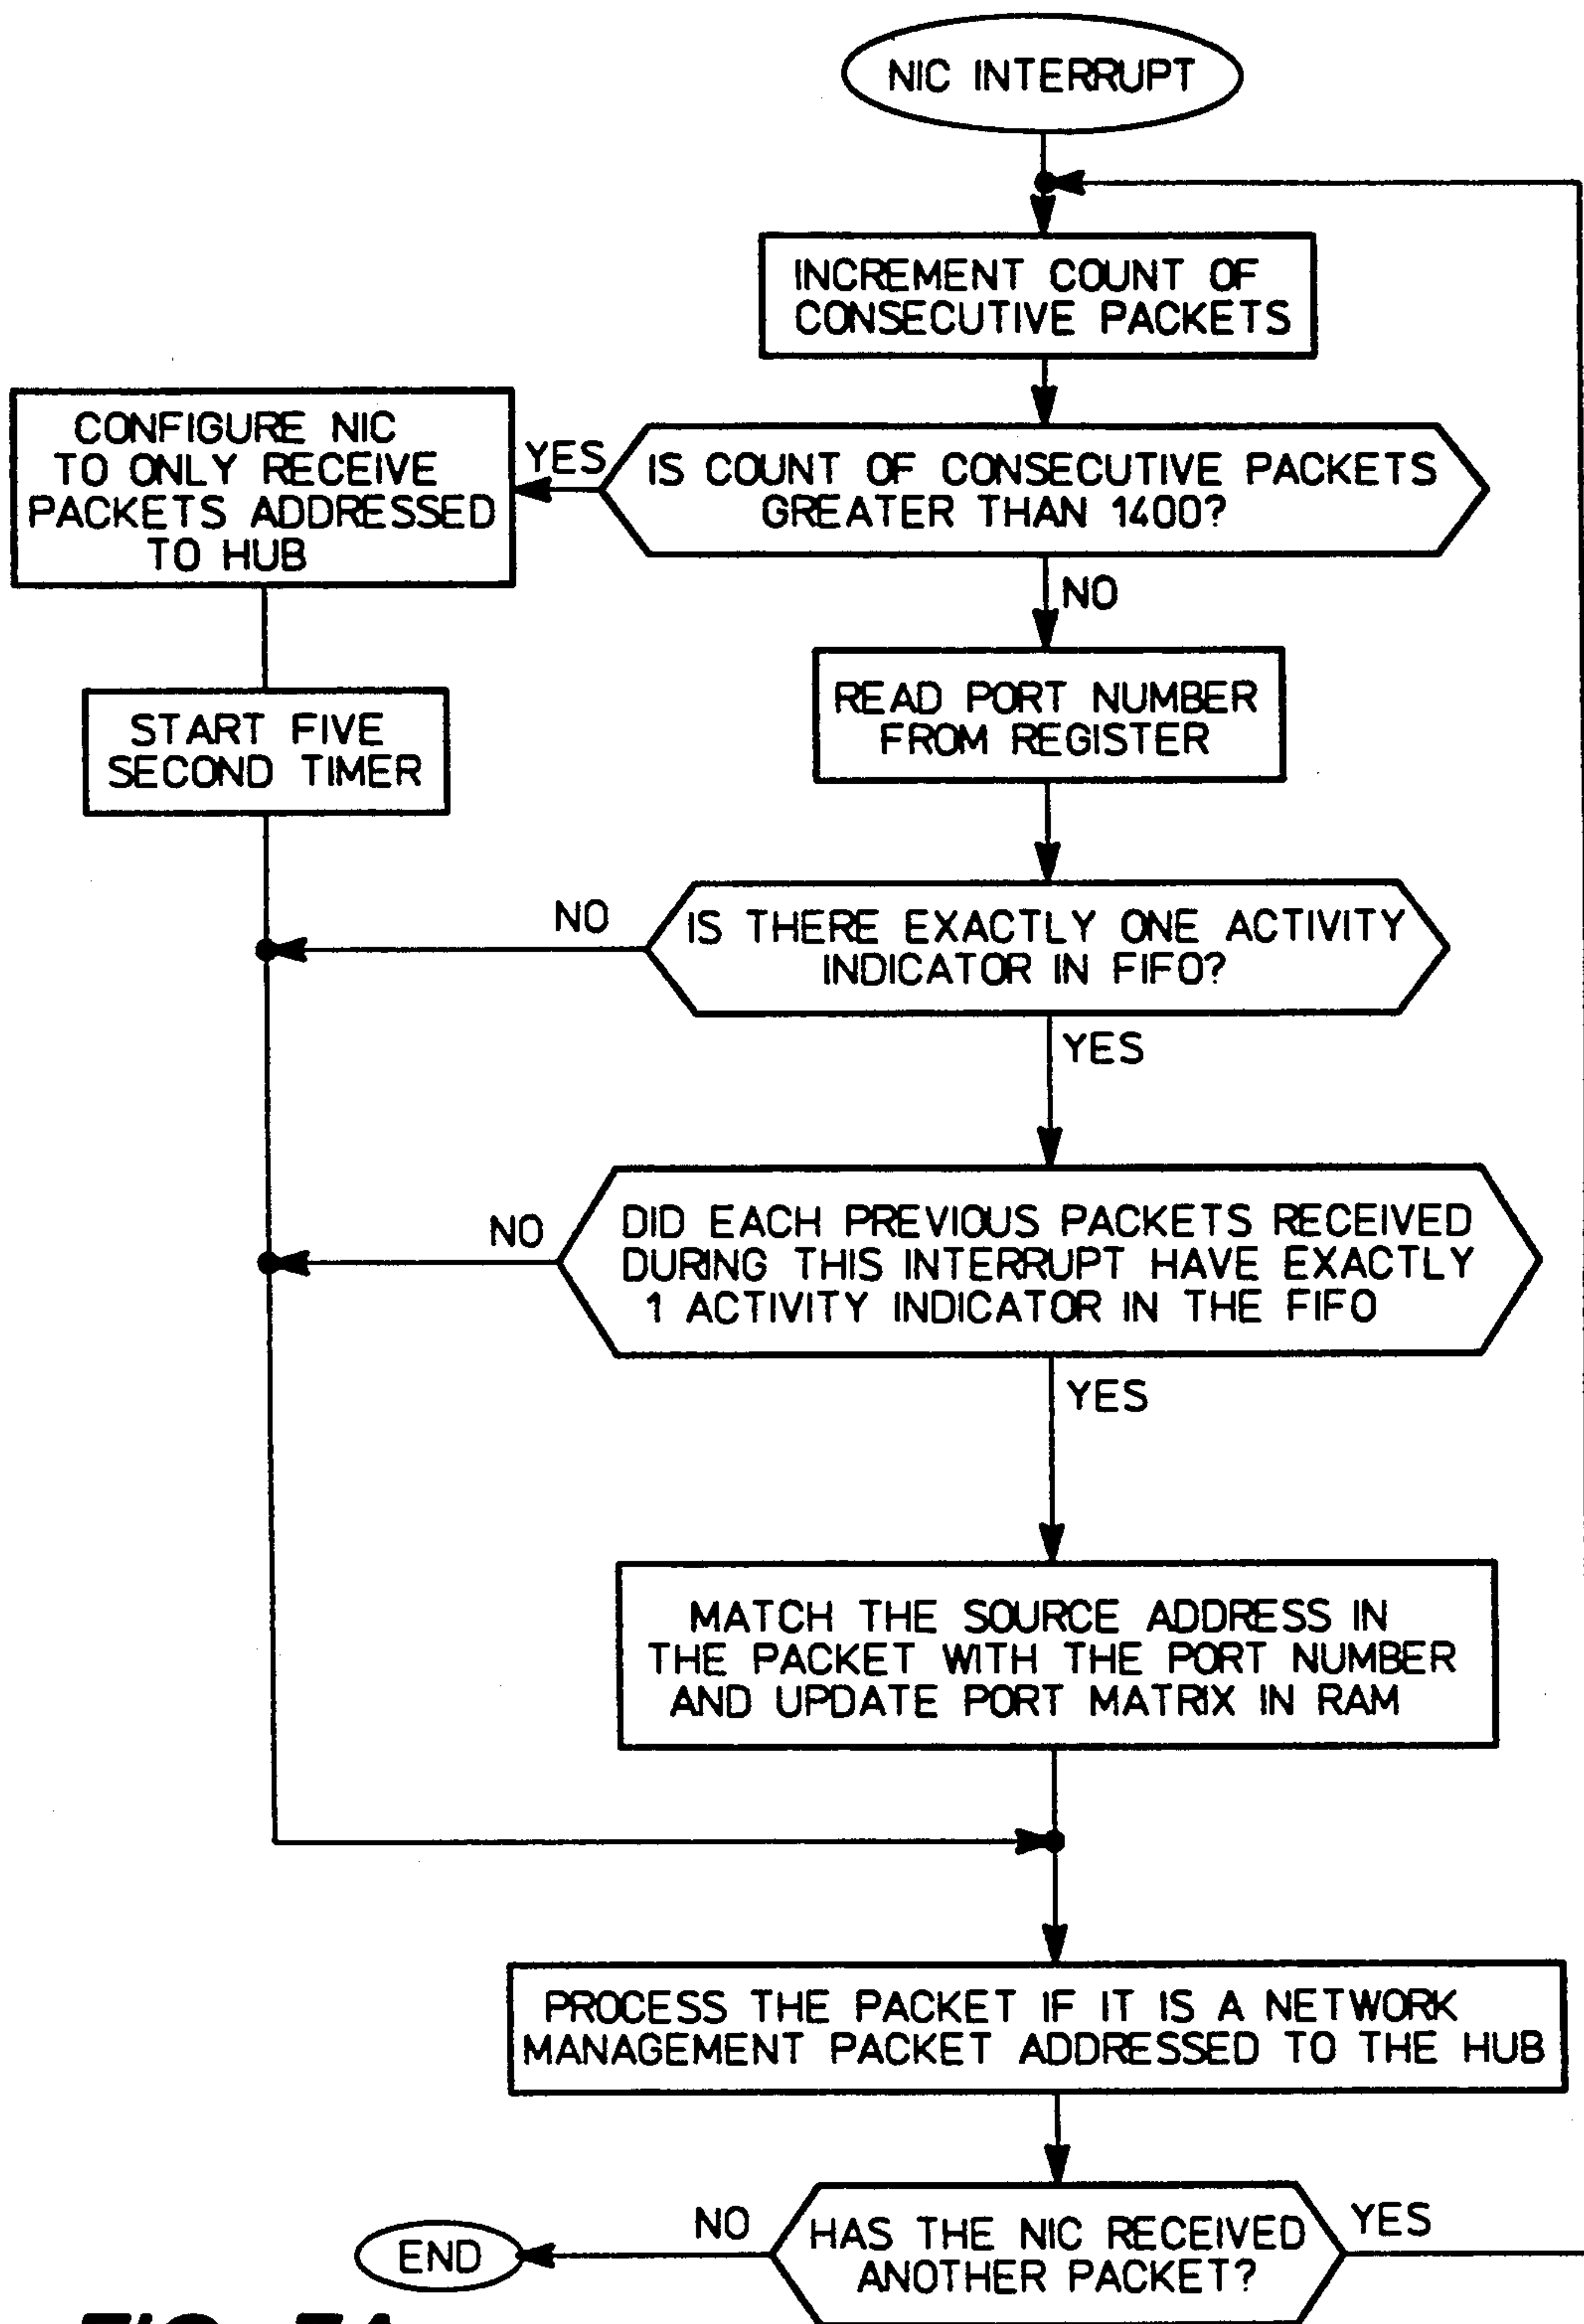 NIC INTERRUPT
INCREMENT COUNT OF
CONSECUTIVE PACKETS
IS COUNT OF CONSECUTIVE PACKETS
GREATER THAN 1400?
YES
CONFIGURE NIC
TO ONLY RECEIVE
PACKETS ADDRESSED
TO HUB
START FIVE
SECOND TIMER
NO
READ PORT NUMBER
FROM REGISTER
IS THERE EXACTLY ONE ACTIVITY
INDICATOR IN FIFO?
NO
YES
DID EACH PREVIOUS PACKETS RECEIVED
DURING THIS INTERRUPT HAVE EXACTLY
1 ACTIVITY INDICATOR IN THE FIFO
NO
YES
MATCH THE SOURCE ADDRESS IN
THE PACKET WITH THE PORT NUMBER
AND UPDATE PORT MATRIX IN RAM
PROCESS THE PACKET IF IT IS A NETWORK
MANAGEMENT PACKET ADDRESSED TO THE HUB
HAS THE NIC RECEIVED
ANOTHER PACKET?
NO
YES
END